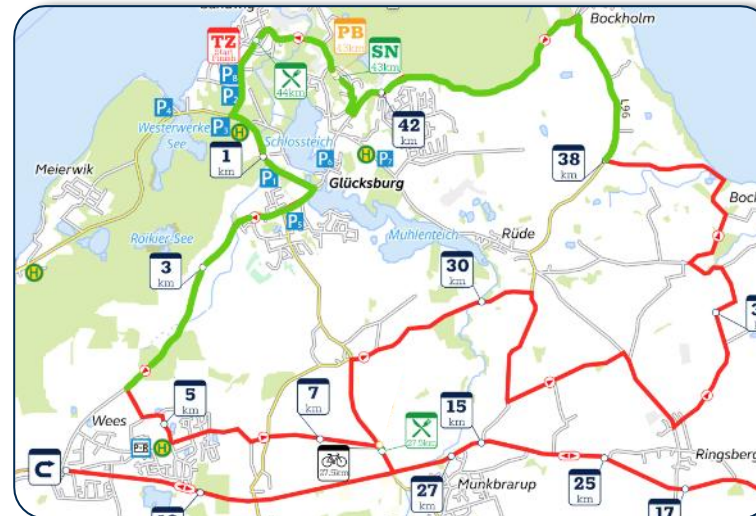 TZ
Start
Finish
PB
43km
SN
43km
Bockholm
P8
P2
44km
P4
P3
Westerwerker
See
H
1
km
Schlossteich
42
km
L96
P6
H
P7
38
km
Meierwik
P1
Glücksburg
P5
Rüde
Mühlenteich
Roikier See
3
km
30
km
H
5
km
7
km
15
km
27.5km
Wees
P+R
H
27.5km
27
km
Munkbrarup
25
km
Ringsberg
17